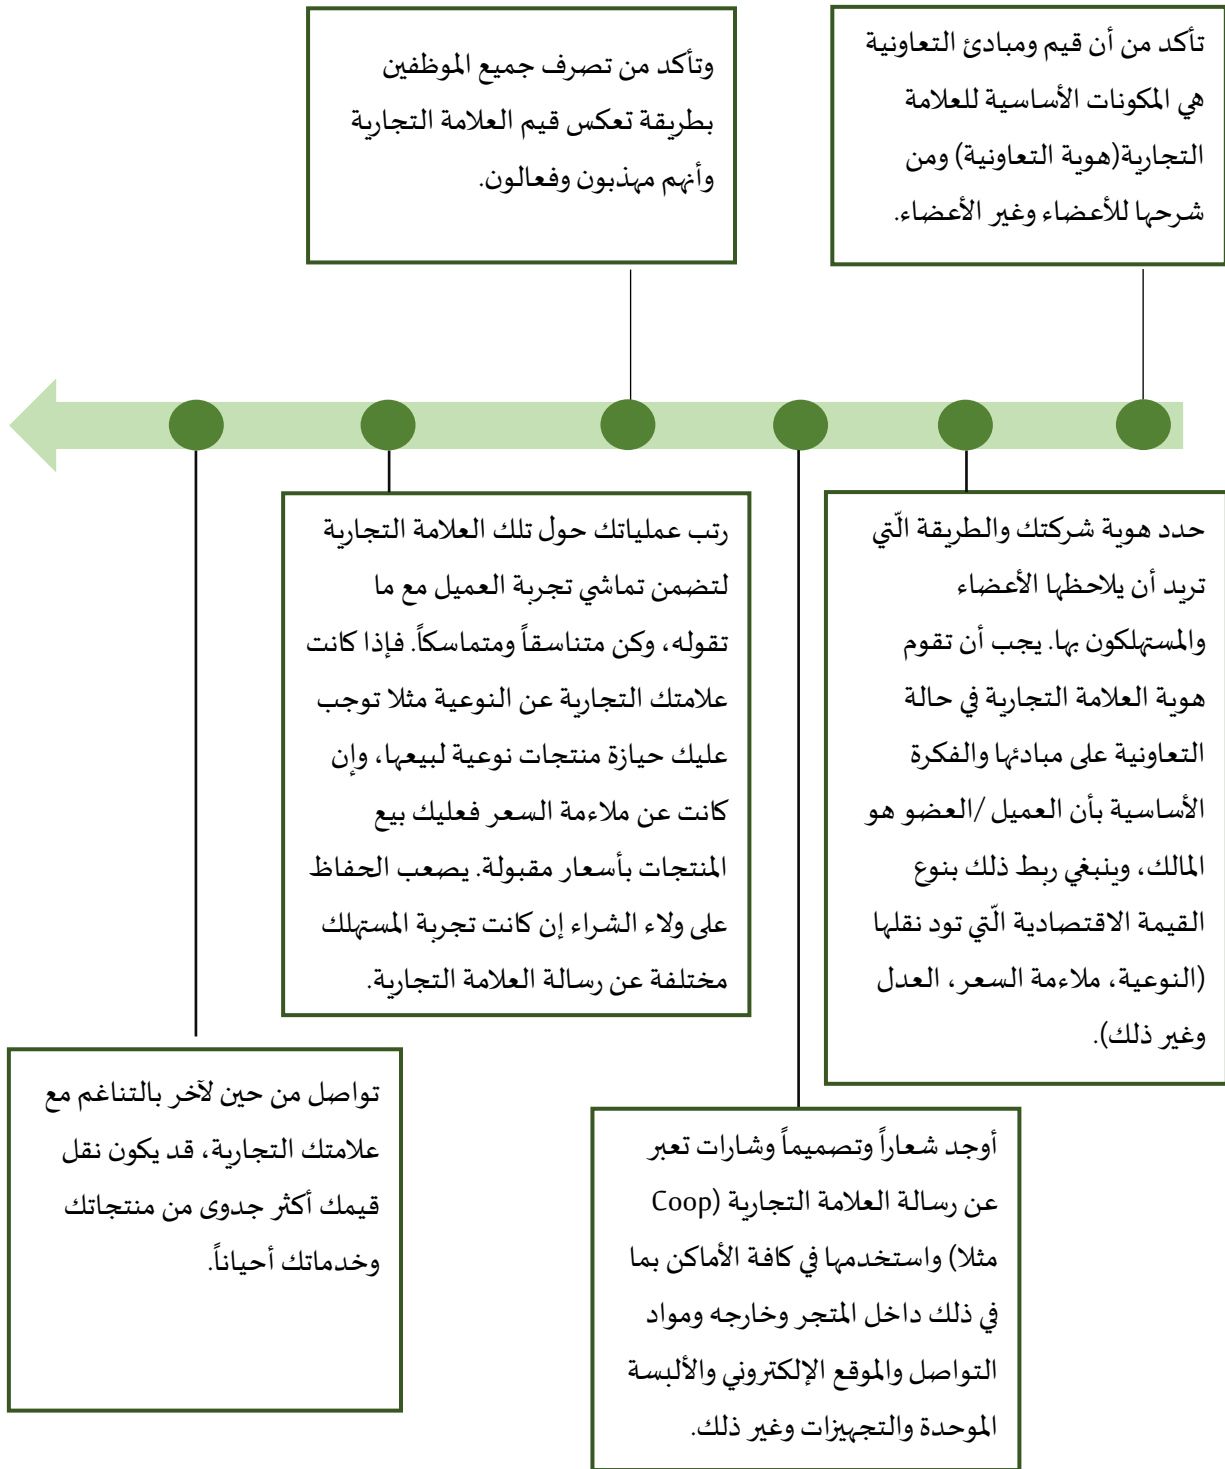 تأكد من أن قيم ومبادئ التعاونية
هي المكونات الأساسية للعلامة
التجارية(هوية التعاونية) ومن
شرحها للأعضاء وغير الأعضاء.
حدد هوية شركتك والطريقة الّتي
تريد أن يلاحظها الأعضاء
والمستهلكون بها. يجب أن تقوم
هوية العلامة التجارية في حالة
التعاونية على مبادئها والفكرة
الأساسية بأن العميل /العضو هو
المالك، وينبغي ربط ذلك بنوع
القيمة الاقتصادية الّتي تود نقلها
(النوعية، ملاءمة السعر، العدل
وغير ذلك).
أوجد شعاراً وتصميماً وشارات تعبر
عن رسالة العلامة التجارية (Coop
مثلا) واستخدمها في كافة الأماكن بما
في ذلك داخل المتجر وخارجه ومواد
التواصل والموقع الإلكتروني والألبسة
الموحدة والتجهيزات وغير ذلك.
وتأكد من تصرف جميع الموظفين
بطريقة تعكس قيم العلامة التجارية
وأنهم مهذبون وفعالون.
رتب عملياتك حول تلك العلامة التجارية
لتضمن تماشي تجربة العميل مع ما
تقوله، وكن متناسقاً ومتماسكاً. فإذا كانت
علامتك التجارية عن النوعية مثلا توجب
عليك حيازة منتجات نوعية لبيعها، وإن
كانت عن ملاءمة السعر فعليك بيع
المنتجات بأسعار مقبولة. يصعب الحفاظ
على ولاء الشراء إن كانت تجربة المستهلك
مختلفة عن رسالة العلامة التجارية.
تواصل من حين لآخر بالتناغم مع
علامتك التجارية، قد يكون نقل
قيمك أكثر جدوى من منتجاتك
وخدماتك أحياناً.